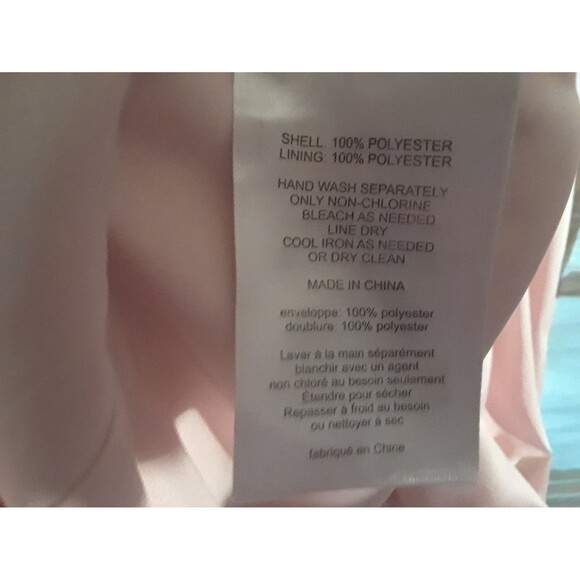 SHELL: 100% POLYESTER
LINING: 100% POLYESTER
HAND WASH SEPARATELY
ONLY NON-CHLORINE
BLEACH AS NEEDED
LINE DRY
COOL IRON AS NEEDED
OR DRY CLEAN
MADE IN CHINA
enveloppe: 100% polyester
doublure: 100% polyester
Laver à la main séparément
blanchir avec un agent
non chloré au besoin seulement
Étendre pour sécher
Repasser à froid au besoin
ou nettoyer à sec
fabriqué en Chine